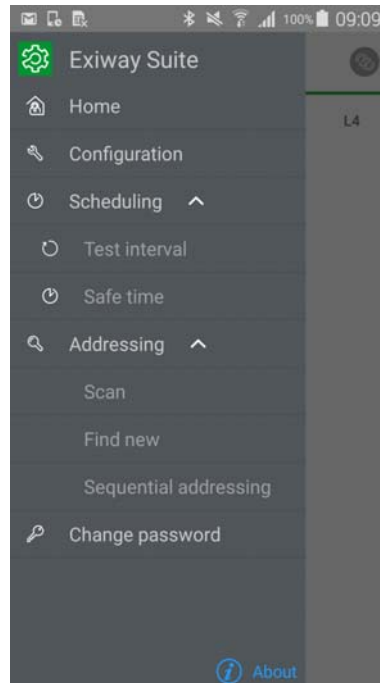 100% 09:09
Exiway Suite
Home
L4
Configuration
Scheduling
Test interval
Safe time
Addressing
Scan
Find new
Sequential addressing
Change password
i About